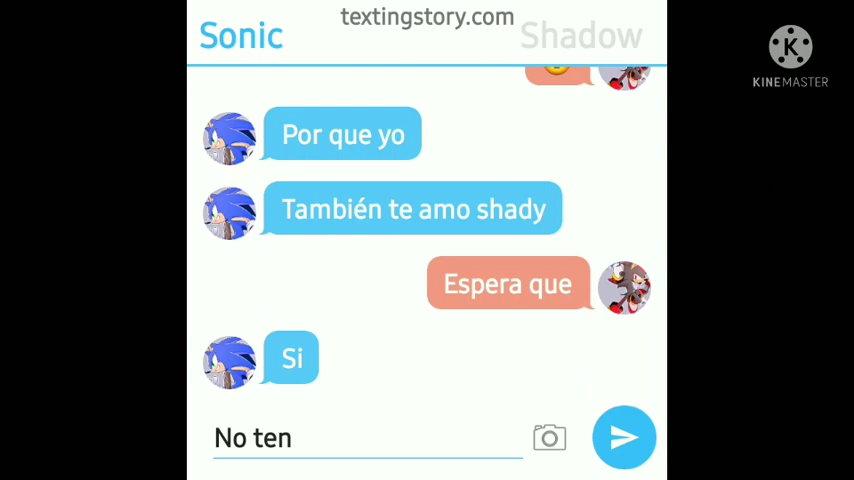 textingstory.com
Sonic
Shadow
KINEMASTER
Por que yo
También te amo shady
Espera que
Si
No ten